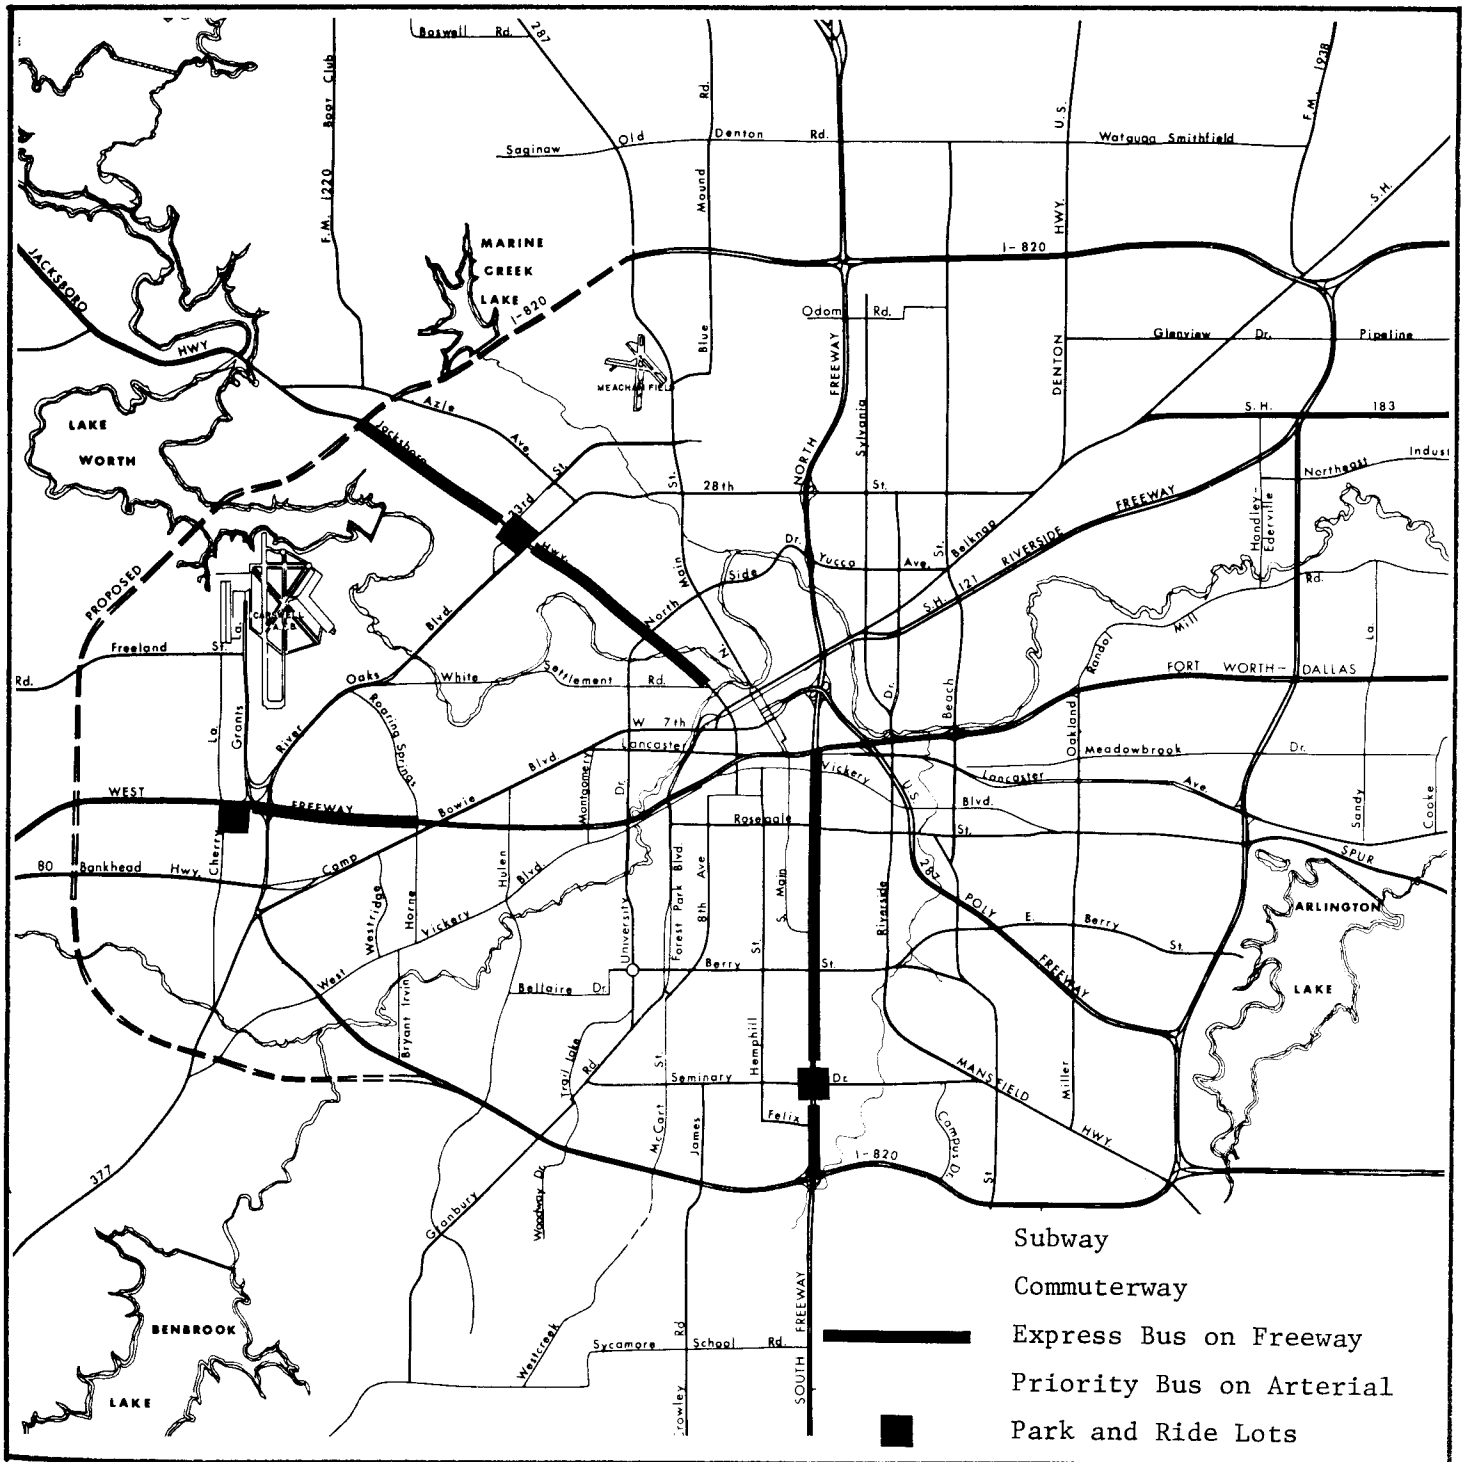 Boswell Rd.
287
Boat Club
F.M. 1220
Rd.
Mound
Blue
U.S.
HWY.
DENTON
F.M. 1938
Saginaw
Old Denton Rd.
Watauga Smithfield
S.H.
JACKSBORO
HWY
MARINE
CREEK
LAKE
I-820
I-820
Odom Rd.
Glenview Dr. Pipeline
MEACHAM FIELD
NORTH
FREEWAY
Sylvania
LAKE
WORTH
Azle
Ave.
Jacksboro
Hwy.
23rd
St.
S.H. 183
28th St.
St.
Northeast
Handley-
Ederville
Rd.
Belknap
S.H. 121 RIVERSIDE FREEWAY
North Side Dr.
Yucca Ave.
St.
Main
N.
PROPOSED
CARSWELL
A.F.B.
La.
Freeland St.
Rd.
Blvd.
Oaks
River
White Settlement Rd.
Roaring Springs
La.
Grants
Randol
Mill
La.
FORT WORTH-DALLAS
W 7th
Lancaster
Blvd.
Montgomery
Dr.
Dr.
Beach
Oakland
Meadowbrook Dr.
Vickery
U.S.
Lancaster Ave.
Blvd.
WEST FREEWAY
Bowie
Rosedale
St.
Sandy
Cooke
Cherry
80 Bankhead Hwy.
Camp
Hulen
Blvd.
Westridge
Horne
Vickery
West
University
Forest Park Blvd.
8th Ave
S. Main
St.
Riverside
287
POLY
FREEWAY
E. Berry
St.
SPUR
ARLINGTON
LAKE
Berry St.
Bellaire Dr.
Bryant Irvin
Trail Lake
Rd.
St.
Hemphill
Seminary Dr.
McCart
James
Felix
Campus Dr.
St
MANSFIELD
HWY.
Miller
I-820
377
Woodway Dr.
Granbury
Westcreek
Sycamore School Rd.
Rd
SOUTH FREEWAY
BENBROOK
LAKE
Subway
Commuterway
Express Bus on Freeway
Priority Bus on Arterial
Park and Ride Lots